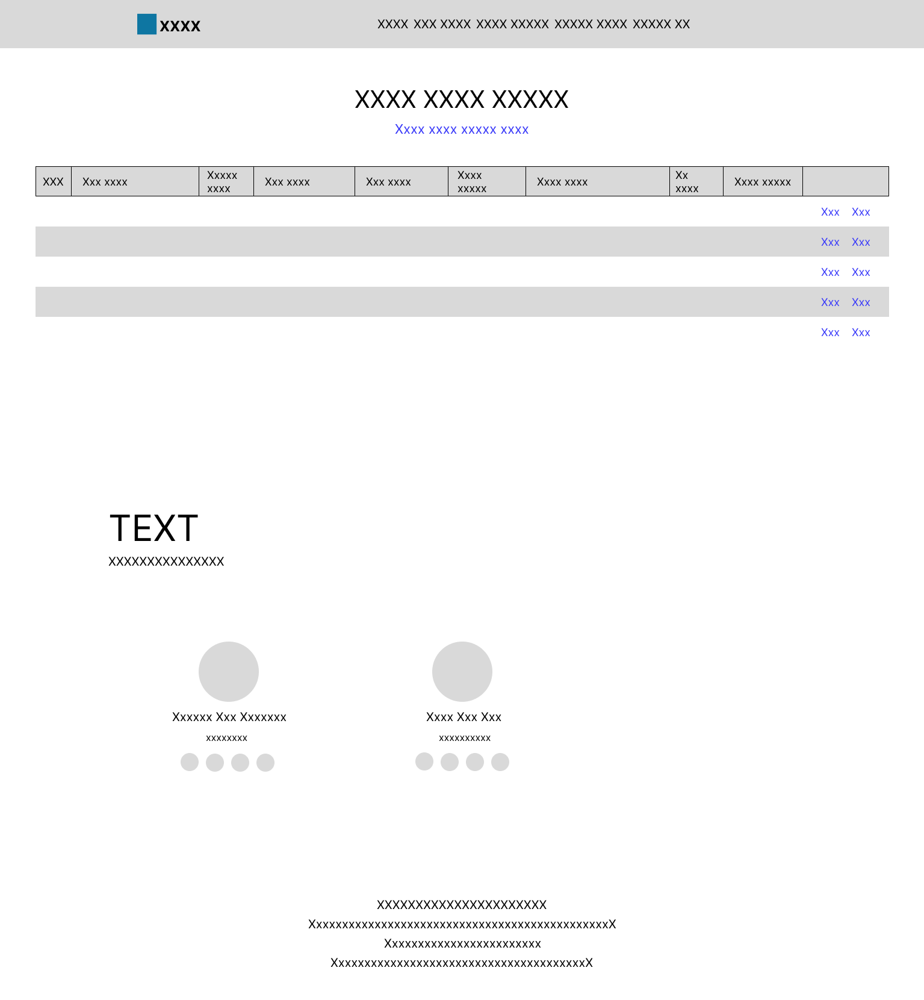 XXXX
XXXX XXX XXXX XXXX XXXXX XXXXX XXXX XXXXX XX
XXXX XXXX XXXXX
Xxxx xxxx xxxxx xxxx
XXX Xxx xxxx Xxxxx xxxx Xxx xxxx Xxx xxxx Xxxx xxxxx Xxxx xxxx Xx xxxx Xxxx xxxxx
Xxx Xxx
Xxx Xxx
Xxx Xxx
Xxx Xxx
Xxx Xxx
TEXT
XXXXXXXXXXXXXXX
Xxxxxx Xxx Xxxxxxx
xxxxxxxx
Xxxx Xxx Xxx
xxxxxxxxxx
XXXXXXXXXXXXXXXXXXXXXX
XxxxxxxxxxxxxxxxxxxxxxxxxxxxxxxxxxxxxxxxxxxxxxX
Xxxxxxxxxxxxxxxxxxxxxxxx
XxxxxxxxxxxxxxxxxxxxxxxxxxxxxxxxxxxxxxxX